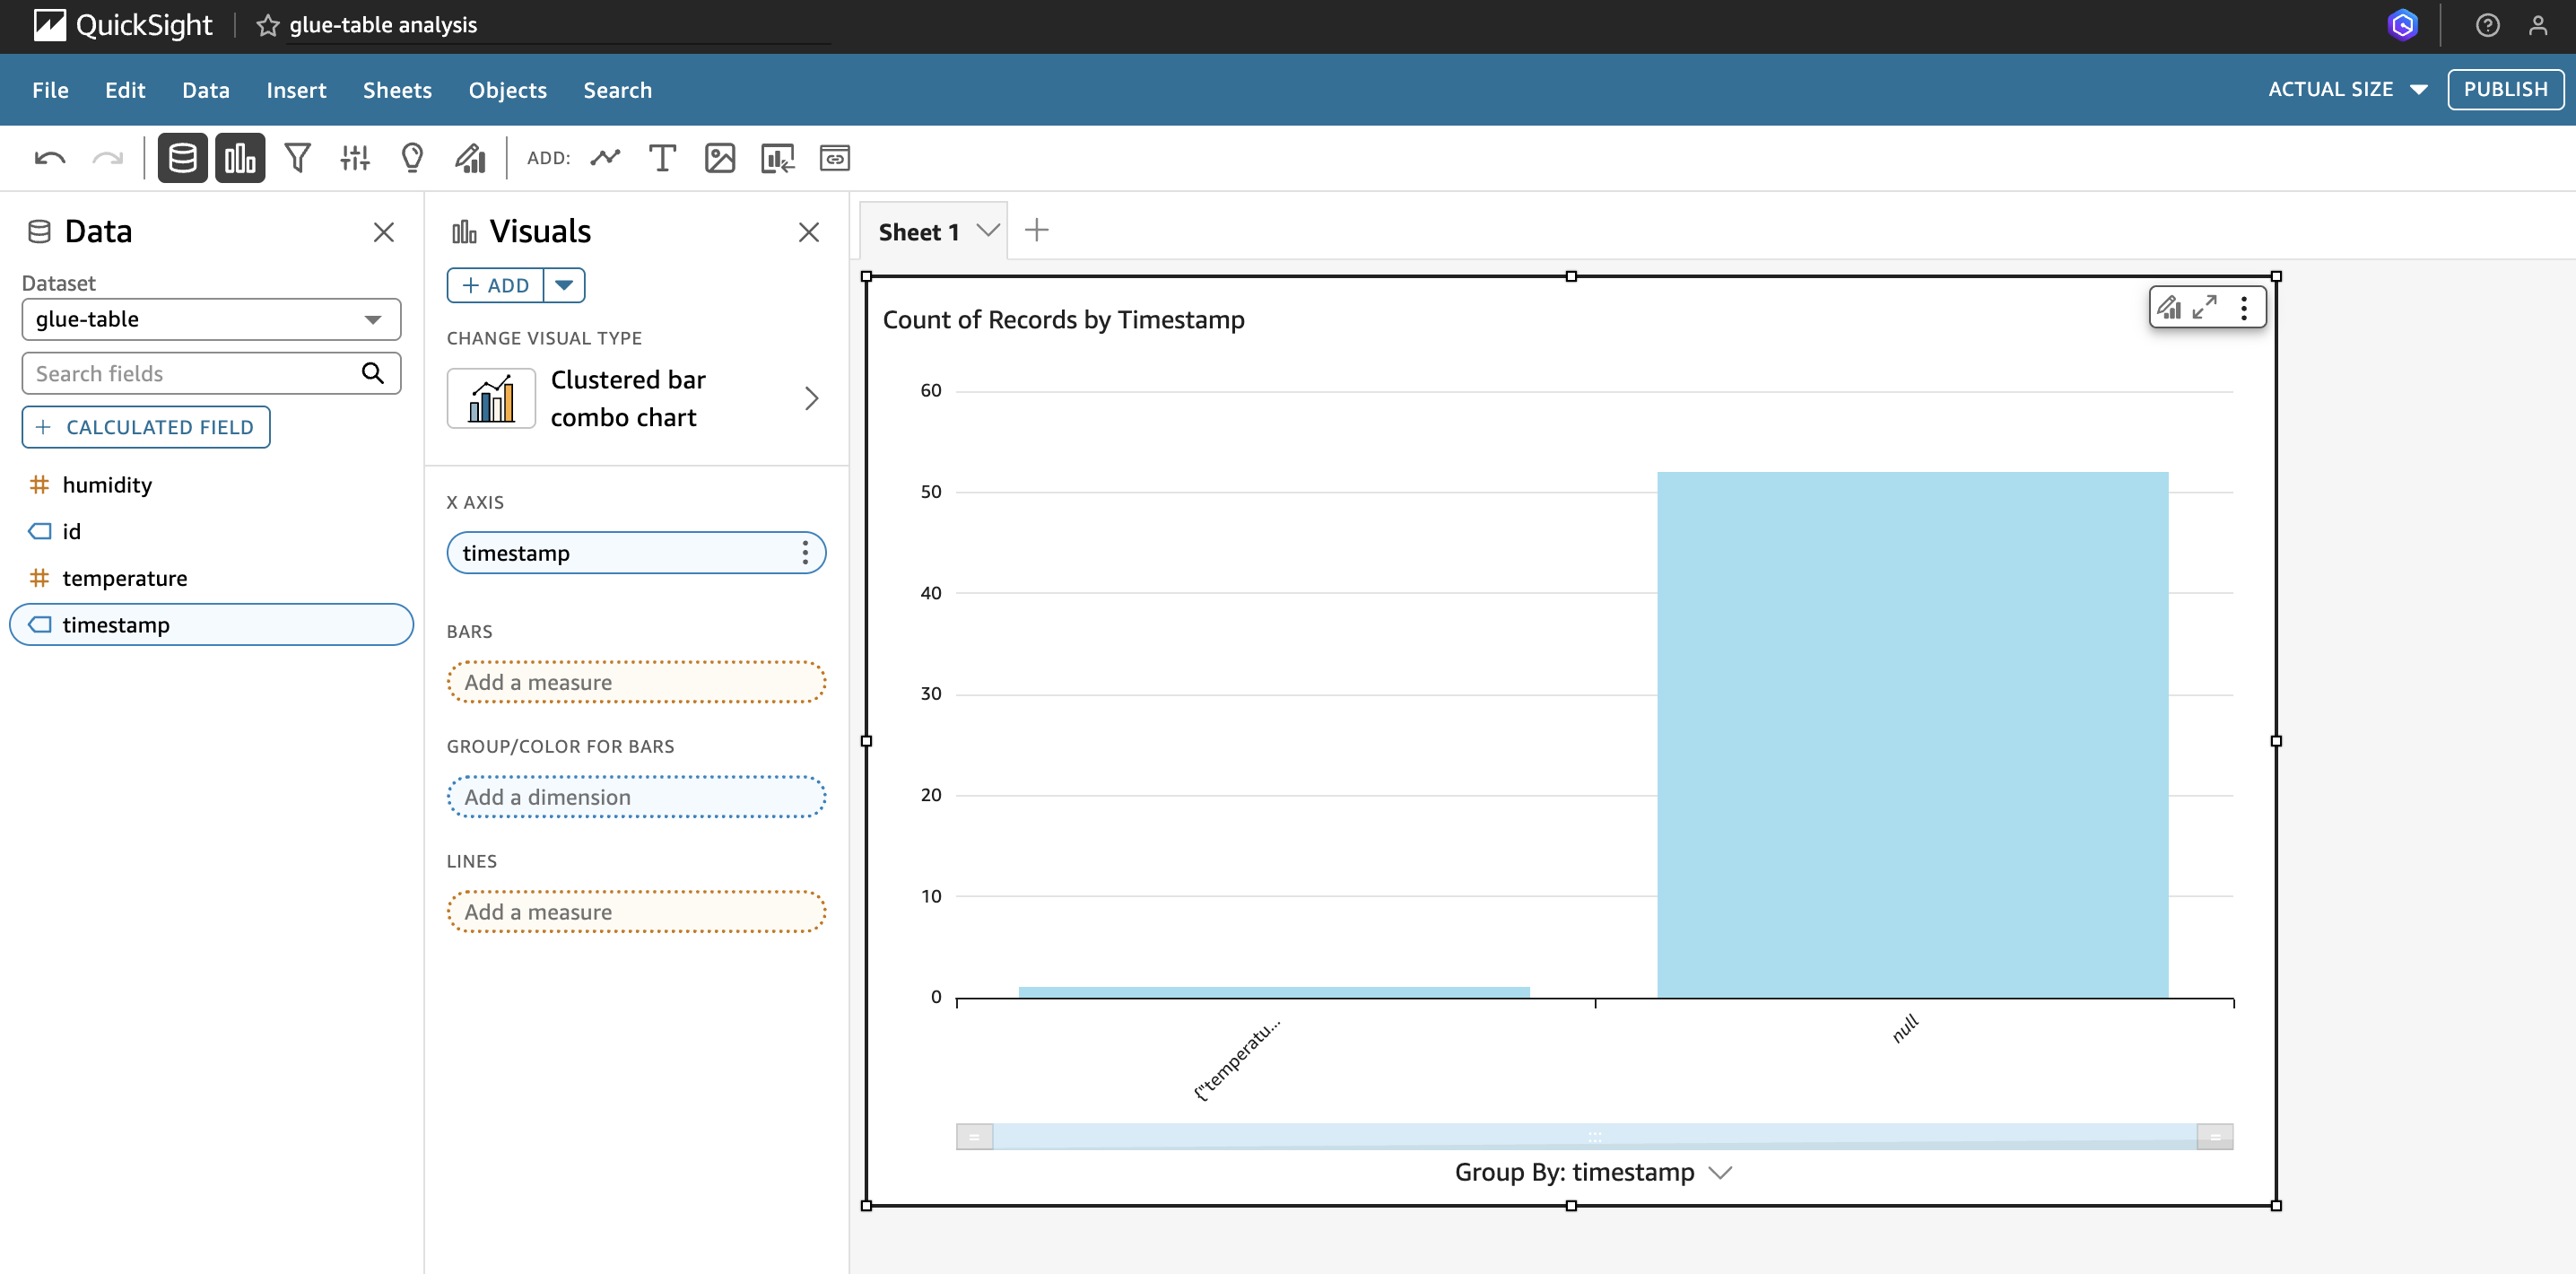 QuickSight
glue-table analysis
File Edit Data Insert Sheets Objects Search
ACTUAL SIZE
PUBLISH
ADD:
Data
Dataset
glue-table
Search fields
+ CALCULATED FIELD
# humidity
id
# temperature
timestamp
Visuals
+ ADD
CHANGE VISUAL TYPE
Clustered bar
combo chart
X AXIS
timestamp
BARS
Add a measure
GROUP/COLOR FOR BARS
Add a dimension
LINES
Add a measure
Sheet 1
Count of Records by Timestamp
60
50
40
30
20
10
0
{"temperatu...
null
Group By: timestamp